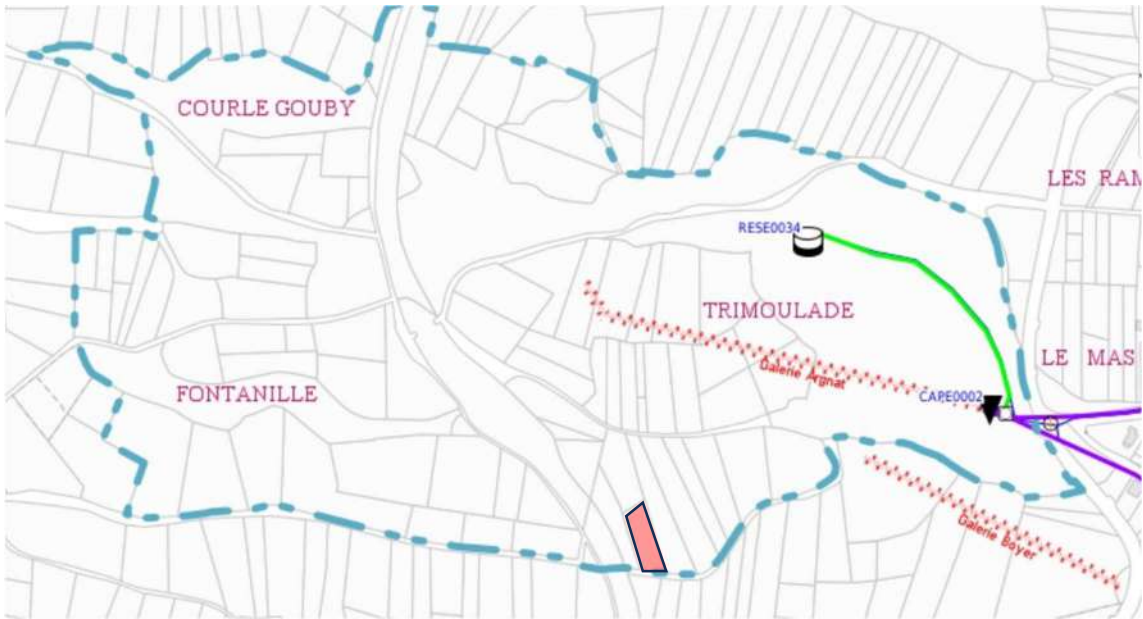 COURLE GOUBY
LES RAM
RESE0034
TRIMOULADE
LE MAS
Galerie Argnat
FONTANILLE
CAPE0002
Galerie Boyer